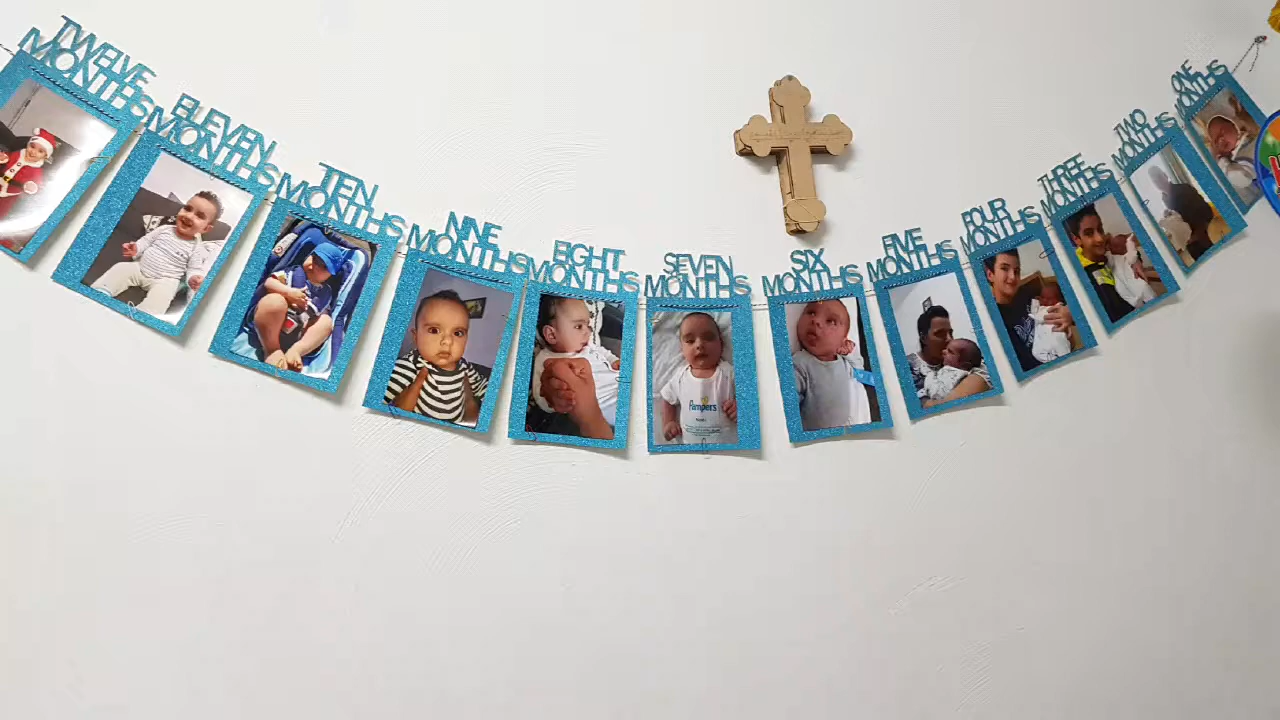 TWELVE
MONTHS
ELEVEN
MONTHS
TEN
MONTHS
NINE
MONTHS
EIGHT
MONTHS
SEVEN
MONTHS
Pampers
SIX
MONTHS
FIVE
MONTHS
FOUR
MONTHS
THREE
MONTHS
TWO
MONTHS
ONE
MONTHS